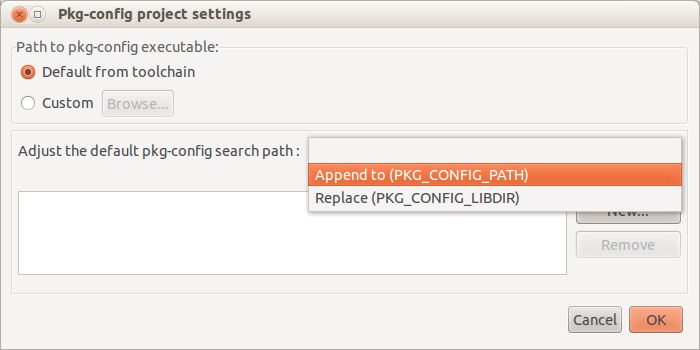 Pkg-config project settings
Path to pkg-config executable:
Default from toolchain
Custom Browse...
Adjust the default pkg-config search path :
Append to (PKG_CONFIG_PATH)
Replace (PKG_CONFIG_LIBDIR)
New...
Remove
Cancel OK